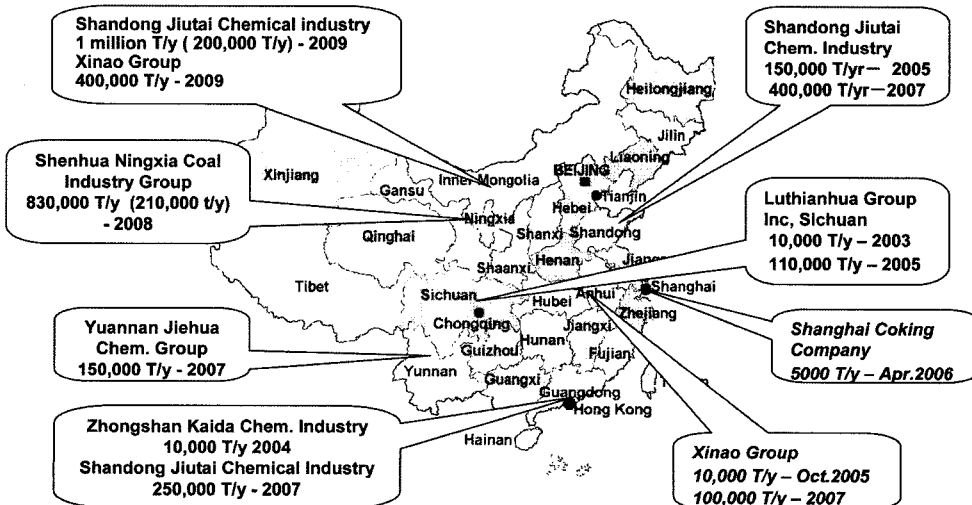 Shandong Jiutai Chemical industry
1 million T/y ( 200,000 T/y) - 2009
Xinao Group
400,000 T/y - 2009
Shandong Jiutai
Chem. Industry
150,000 T/yr— 2005
400,000 T/yr—2007
Shenhua Ningxia Coal
Industry Group
830,000 T/y (210,000 t/y)
- 2008
Luthianhua Group
Inc, Sichuan
10,000 T/y – 2003
110,000 T/y – 2005
Yuannan Jiehua
Chem. Group
150,000 T/y - 2007
Shanghai Coking
Company
5000 T/y – Apr.2006
Zhongshan Kaida Chem. Industry
10,000 T/y 2004
Shandong Jiutai Chemical Industry
250,000 T/y - 2007
Xinao Group
10,000 T/y – Oct.2005
100,000 T/y – 2007
Heilongjiang
Jilin
Liaoning
Xinjiang
Inner Mongolia
BEIJING
Gansu
Tianjin
Hebei
Ningxia
Shanxi
Shandong
Qinghai
Henan
Shaanxi
Tibet
Sichuan
Hubei
Anhui
Shanghai
Zhejiang
Chongqing
Hunan
Jiangxi
Guizhou
Fujian
Yunnan
Guangxi
Guangdong
Hong Kong
Hainan